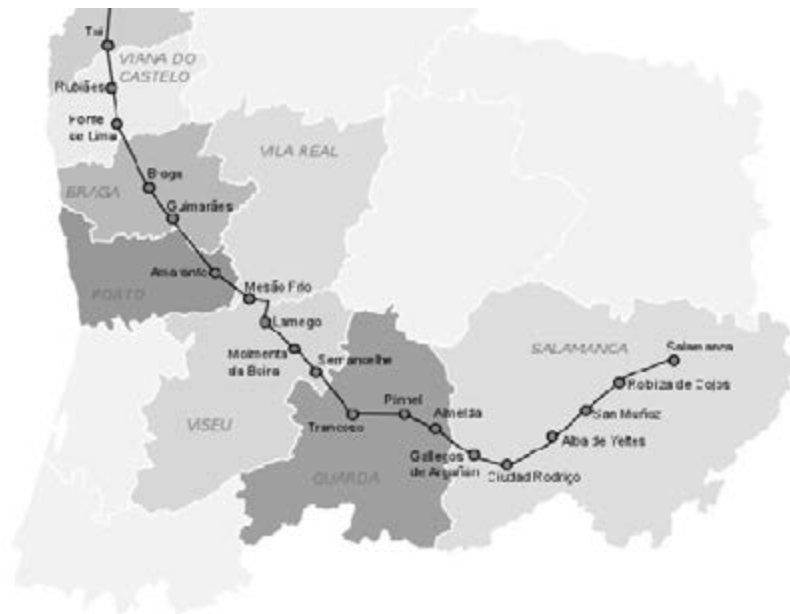 Tui
VIANA DO
CASTELO
Rubiães
Ponte
de Lima
VILA REAL
Braga
BRAGA
Guimarães
Amarante
Mesão Frio
PORTO
Lamego
Moimenta
da Beira
Sernancelhe
SALAMANCA
Salamanca
Robliza de Cojos
Pinhel
Almeida
San Muñoz
Trancoso
VISEU
Alba de Yeltes
Gallegos
de Argañán
Ciudad Rodrigo
GUARDA